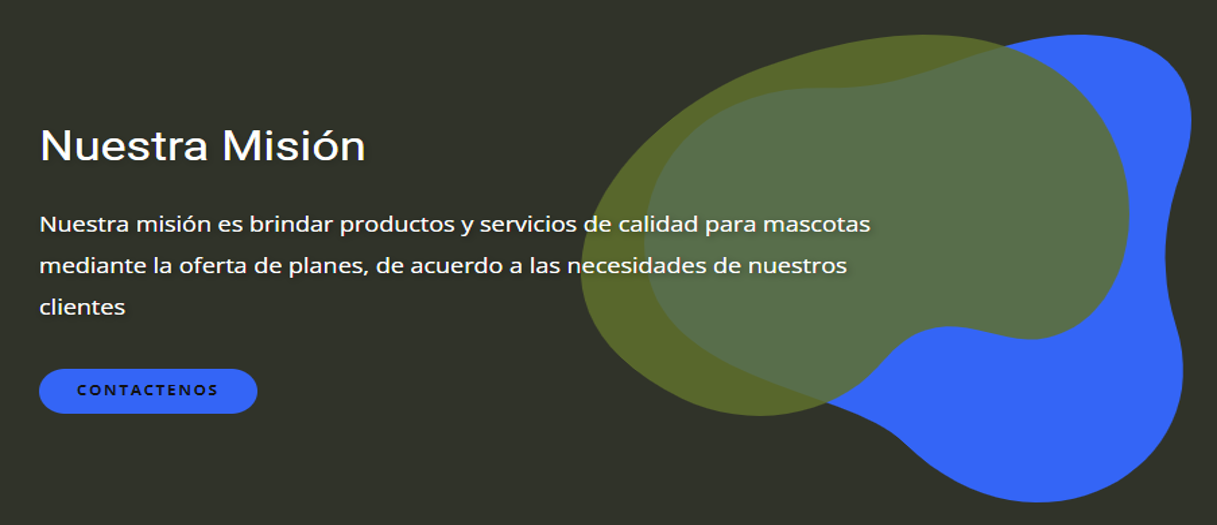 Nuestra Misión
Nuestra misión es brindar productos y servicios de calidad para mascotas
mediante la oferta de planes, de acuerdo a las necesidades de nuestros
clientes
CONTACTENOS